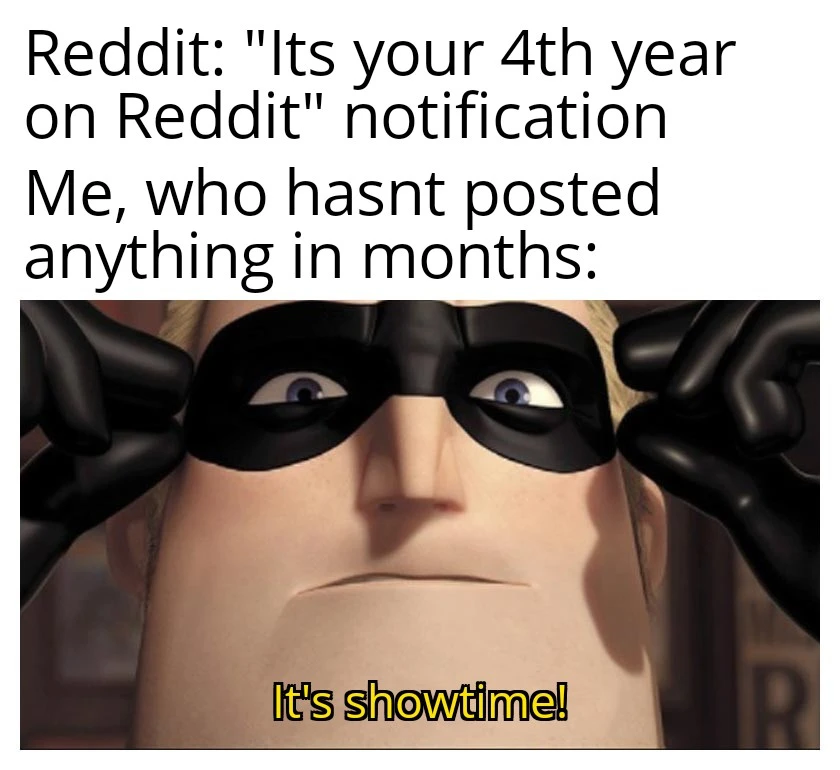 Reddit: "Its your 4th year
on Reddit" notification
Me, who hasnt posted
anything in months:
It's showtime!
R